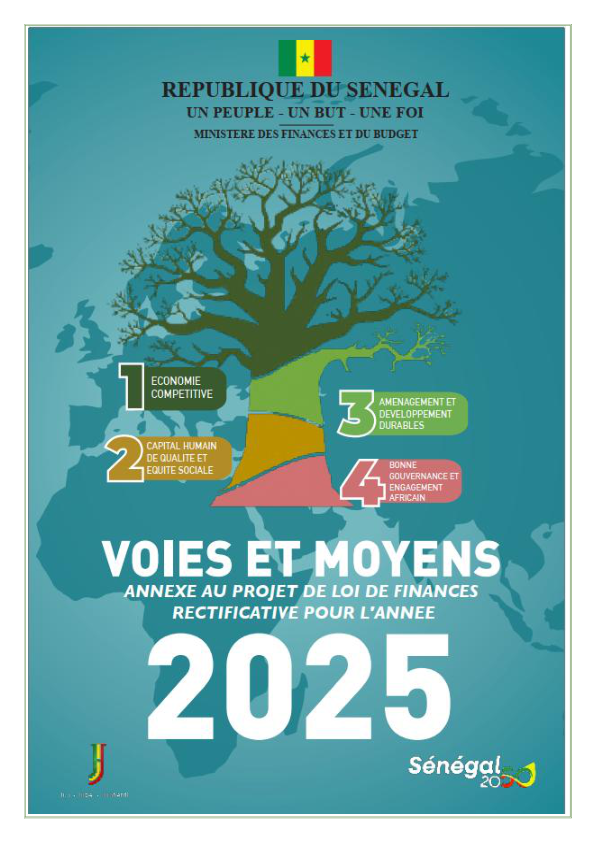 REPUBLIQUE DU SENEGAL
UN PEUPLE - UN BUT - UNE FOI
MINISTERE DES FINANCES ET DU BUDGET
1 ECONOMIE
COMPETITIVE
2 CAPITAL HUMAIN
DE QUALITE ET
EQUITE SOCIALE
3 AMENAGEMENT ET
DEVELOPPEMENT
DURABLES
4 BONNE
GOUVERNANCE ET
ENGAGEMENT
AFRICAIN
VOIES ET MOYENS
ANNEXE AU PROJET DE LOI DE FINANCES
RECTIFICATIVE POUR L'ANNEE
2025
Sénégal
2050